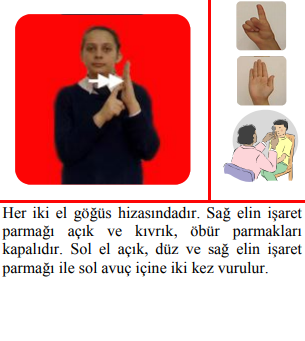 Her iki el göğüs hizasındadır. Sağ elin işaret
parmağı açık ve kıvrık, öbür parmakları
kapalıdır. Sol el açık, düz ve sağ elin işaret
parmağı ile sol avuç içine iki kez vurulur.